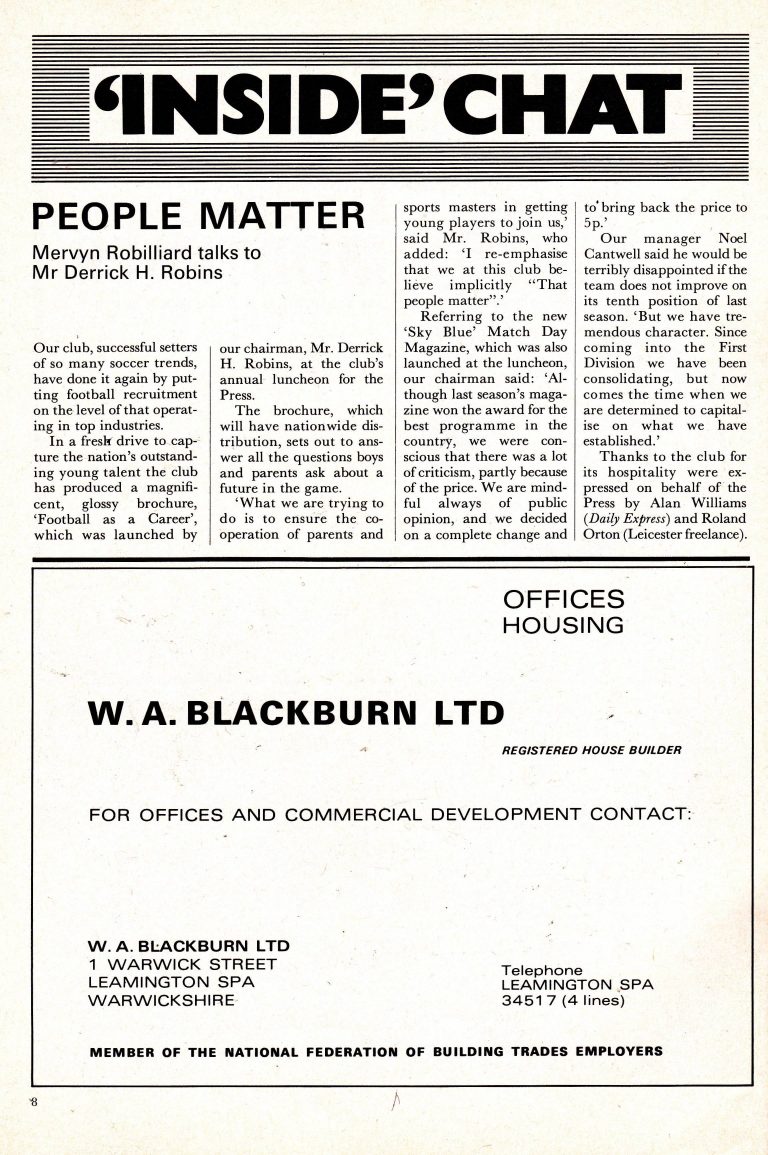 ‘INSIDE’ CHAT
PEOPLE MATTER
Mervyn Robilliard talks to
Mr Derrick H. Robins
Our club, successful setters
of so many soccer trends,
have done it again by put-
ting football recruitment
on the level of that operat-
ing in top industries.
In a fresh drive to cap-
ture the nation’s outstand-
ing young talent the club
has produced a magnifi-
cent, glossy brochure,
‘Football as a Career’,
which was launched by
our chairman, Mr. Derrick
H. Robins, at the club’s
annual luncheon for the
Press.
The brochure, which
will have nationwide dis-
tribution, sets out to ans-
wer all the questions boys
and parents ask about a
future in the game.
‘What we are trying to
do is to ensure the co-
operation of parents and
sports masters in getting
young players to join us,’
said Mr. Robins, who
added: ‘I re-emphasise
that we at this club be-
lieve implicitly “That
people matter”.’
Referring to the new
‘Sky Blue’ Match Day
Magazine, which was also
launched at the luncheon,
our chairman said: ‘Al-
though last season’s maga-
zine won the award for the
best programme in the
country, we were con-
scious that there was a lot
of criticism, partly because
of the price. We are mind-
ful always of public
opinion, and we decided
on a complete change and
to bring back the price to
5p.’
Our manager Noel
Cantwell said he would be
terribly disappointed if the
team does not improve on
its tenth position of last
season. ‘But we have tre-
mendous character. Since
coming into the First
Division we have been
consolidating, but now
comes the time when we
are determined to capital-
ise on what we have
established.’
Thanks to the club for
its hospitality were ex-
pressed on behalf of the
Press by Alan Williams
(Daily Express) and Roland
Orton (Leicester freelance).
OFFICES
HOUSING
W. A. BLACKBURN LTD
REGISTERED HOUSE BUILDER
FOR OFFICES AND COMMERCIAL DEVELOPMENT CONTACT:
W. A. BLACKBURN LTD
1 WARWICK STREET
LEAMINGTON SPA
WARWICKSHIRE
Telephone
LEAMINGTON SPA
34517 (4 lines)
MEMBER OF THE NATIONAL FEDERATION OF BUILDING TRADES EMPLOYERS
8